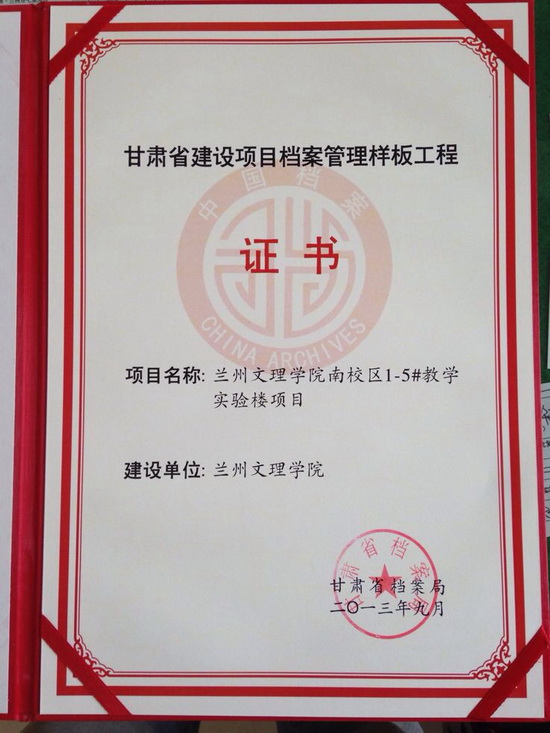 甘肃省建设项目档案管理样板工程
中国档案
证书
CHINA ARCHIVES
项目名称: 兰州文理学院南校区1-5#教学
实验楼项目
建设单位: 兰州文理学院
甘肃省档案局
甘肃省档案局
二〇一三年九月